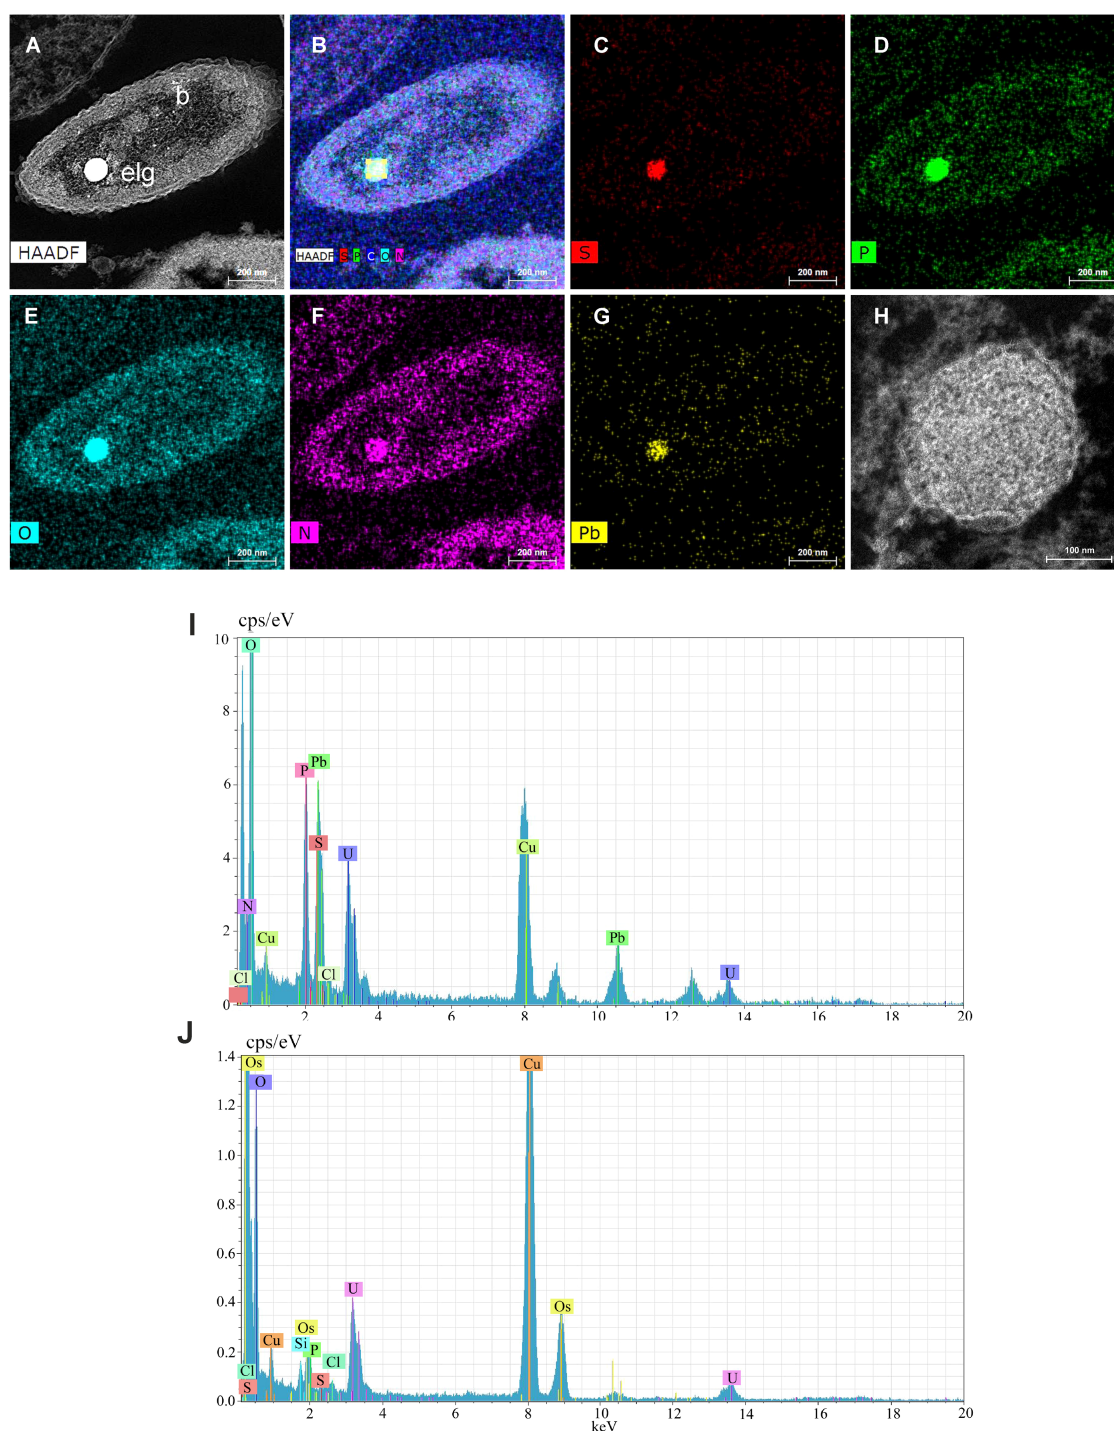 A
b
elg
HAADF
200 nm
B
HAADF S P C O N
200 nm
C
S
200 nm
D
P
200 nm
E
O
200 nm
F
N
200 nm
G
Pb
200 nm
H
100 nm
I
cps/eV
10
8
6
4
2
0
O
N
Cl
Cu
P
Pb
S
Cl
U
Cu
Pb
U
2 4 6 8 10 12 14 16 18 20
J
cps/eV
1.4
1.2
1.0
0.8
0.6
0.4
0.2
0.0
Os
O
Cl
S
Cu
Si
Os
P
S
Cl
U
Cu
Os
U
2 4 6 8 10 12 14 16 18 20
keV